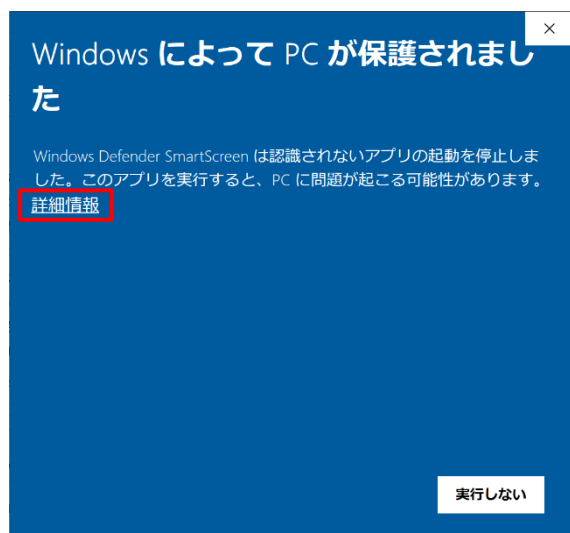 Windows によって PC が保護されまし
た
Windows Defender SmartScreen は認識されないアプリの起動を停止しま
した。このアプリを実行すると、PC に問題が起こる可能性があります。
詳細情報
実行しない